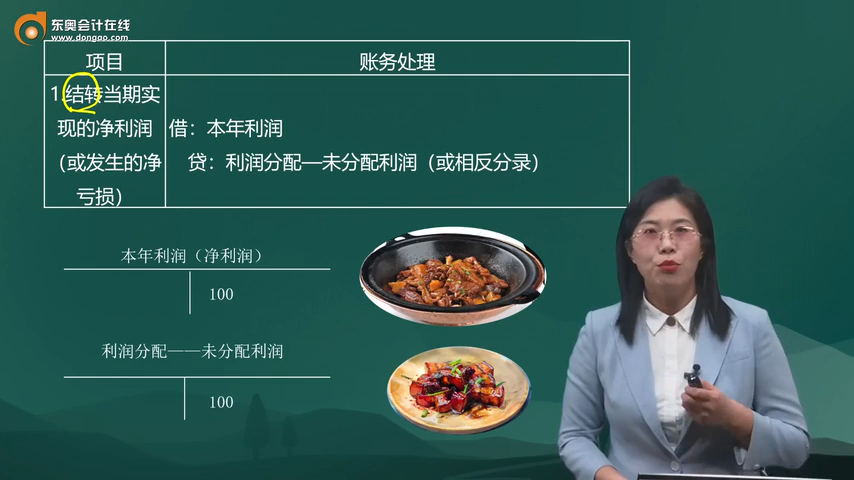 东奥会计在线
www.dongao.com
项目
账务处理
1.结转当期实
现的净利润
（或发生的净
亏损）
借：本年利润
贷：利润分配—未分配利润（或相反分录）
本年利润（净利润）
100
利润分配——未分配利润
100